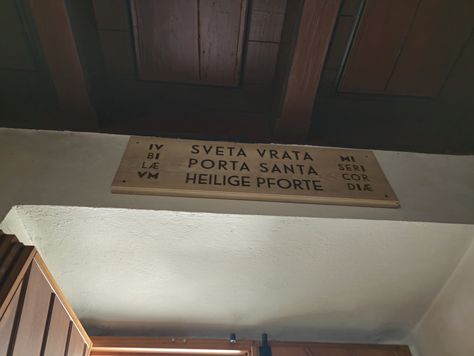 IV
BI
LÆ
VM
SVETA VRATA
PORTA SANTA
HEILIGE PFORTE
MI
SERI
COR
DIÆ